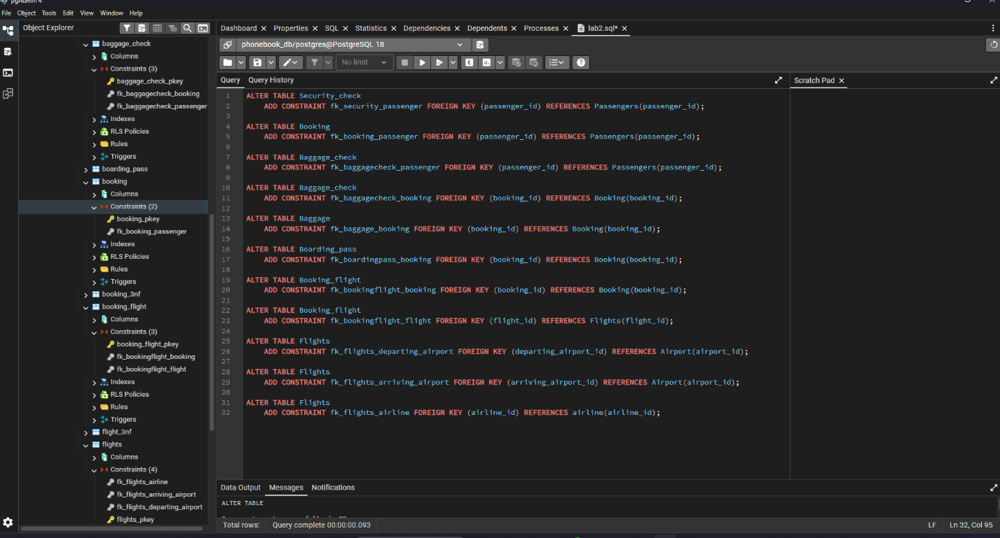 pgAdmin 4
File Object Tools Edit View Window Help
Object Explorer
Dashboard Properties SQL Statistics Dependencies Dependents Processes lab2.sql*
phonebook_db/postgres@PostgreSQL 18
No limit
Query Query History
Scratch Pad
baggage_check
Columns
Constraints (3)
baggage_check_pkey
fk_baggagecheck_booking
fk_baggagecheck_passenger
Indexes
RLS Policies
Rules
Triggers
boarding_pass
booking
Columns
Constraints (2)
booking_pkey
fk_booking_passenger
Indexes
RLS Policies
Rules
Triggers
booking_3nf
booking_flight
Columns
Constraints (3)
booking_flight_pkey
fk_bookingflight_booking
fk_bookingflight_flight
Indexes
RLS Policies
Rules
Triggers
flight_3nf
flights
Columns
Constraints (4)
fk_flights_airline
fk_flights_arriving_airport
fk_flights_departing_airport
flights_pkey
1 ALTER TABLE Security_check
2 ADD CONSTRAINT fk_security_passenger FOREIGN KEY (passenger_id) REFERENCES Passengers(passenger_id);
3
4 ALTER TABLE Booking
5 ADD CONSTRAINT fk_booking_passenger FOREIGN KEY (passenger_id) REFERENCES Passengers(passenger_id);
6
7 ALTER TABLE Baggage_check
8 ADD CONSTRAINT fk_baggagecheck_passenger FOREIGN KEY (passenger_id) REFERENCES Passengers(passenger_id);
9
10 ALTER TABLE Baggage_check
11 ADD CONSTRAINT fk_baggagecheck_booking FOREIGN KEY (booking_id) REFERENCES Booking(booking_id);
12
13 ALTER TABLE Baggage
14 ADD CONSTRAINT fk_baggage_booking FOREIGN KEY (booking_id) REFERENCES Booking(booking_id);
15
16 ALTER TABLE Boarding_pass
17 ADD CONSTRAINT fk_boardingpass_booking FOREIGN KEY (booking_id) REFERENCES Booking(booking_id);
18
19 ALTER TABLE Booking_flight
20 ADD CONSTRAINT fk_bookingflight_booking FOREIGN KEY (booking_id) REFERENCES Booking(booking_id);
21
22 ALTER TABLE Booking_flight
23 ADD CONSTRAINT fk_bookingflight_flight FOREIGN KEY (flight_id) REFERENCES Flights(flight_id);
24
25 ALTER TABLE Flights
26 ADD CONSTRAINT fk_flights_departing_airport FOREIGN KEY (departing_airport_id) REFERENCES Airport(airport_id);
27
28 ALTER TABLE Flights
29 ADD CONSTRAINT fk_flights_arriving_airport FOREIGN KEY (arriving_airport_id) REFERENCES Airport(airport_id);
30
31 ALTER TABLE Flights
32 ADD CONSTRAINT fk_flights_airline FOREIGN KEY (airline_id) REFERENCES airline(airline_id);
Data Output Messages Notifications
ALTER TABLE
Total rows: Query complete 00:00:00.093
LF Ln 32, Col 95